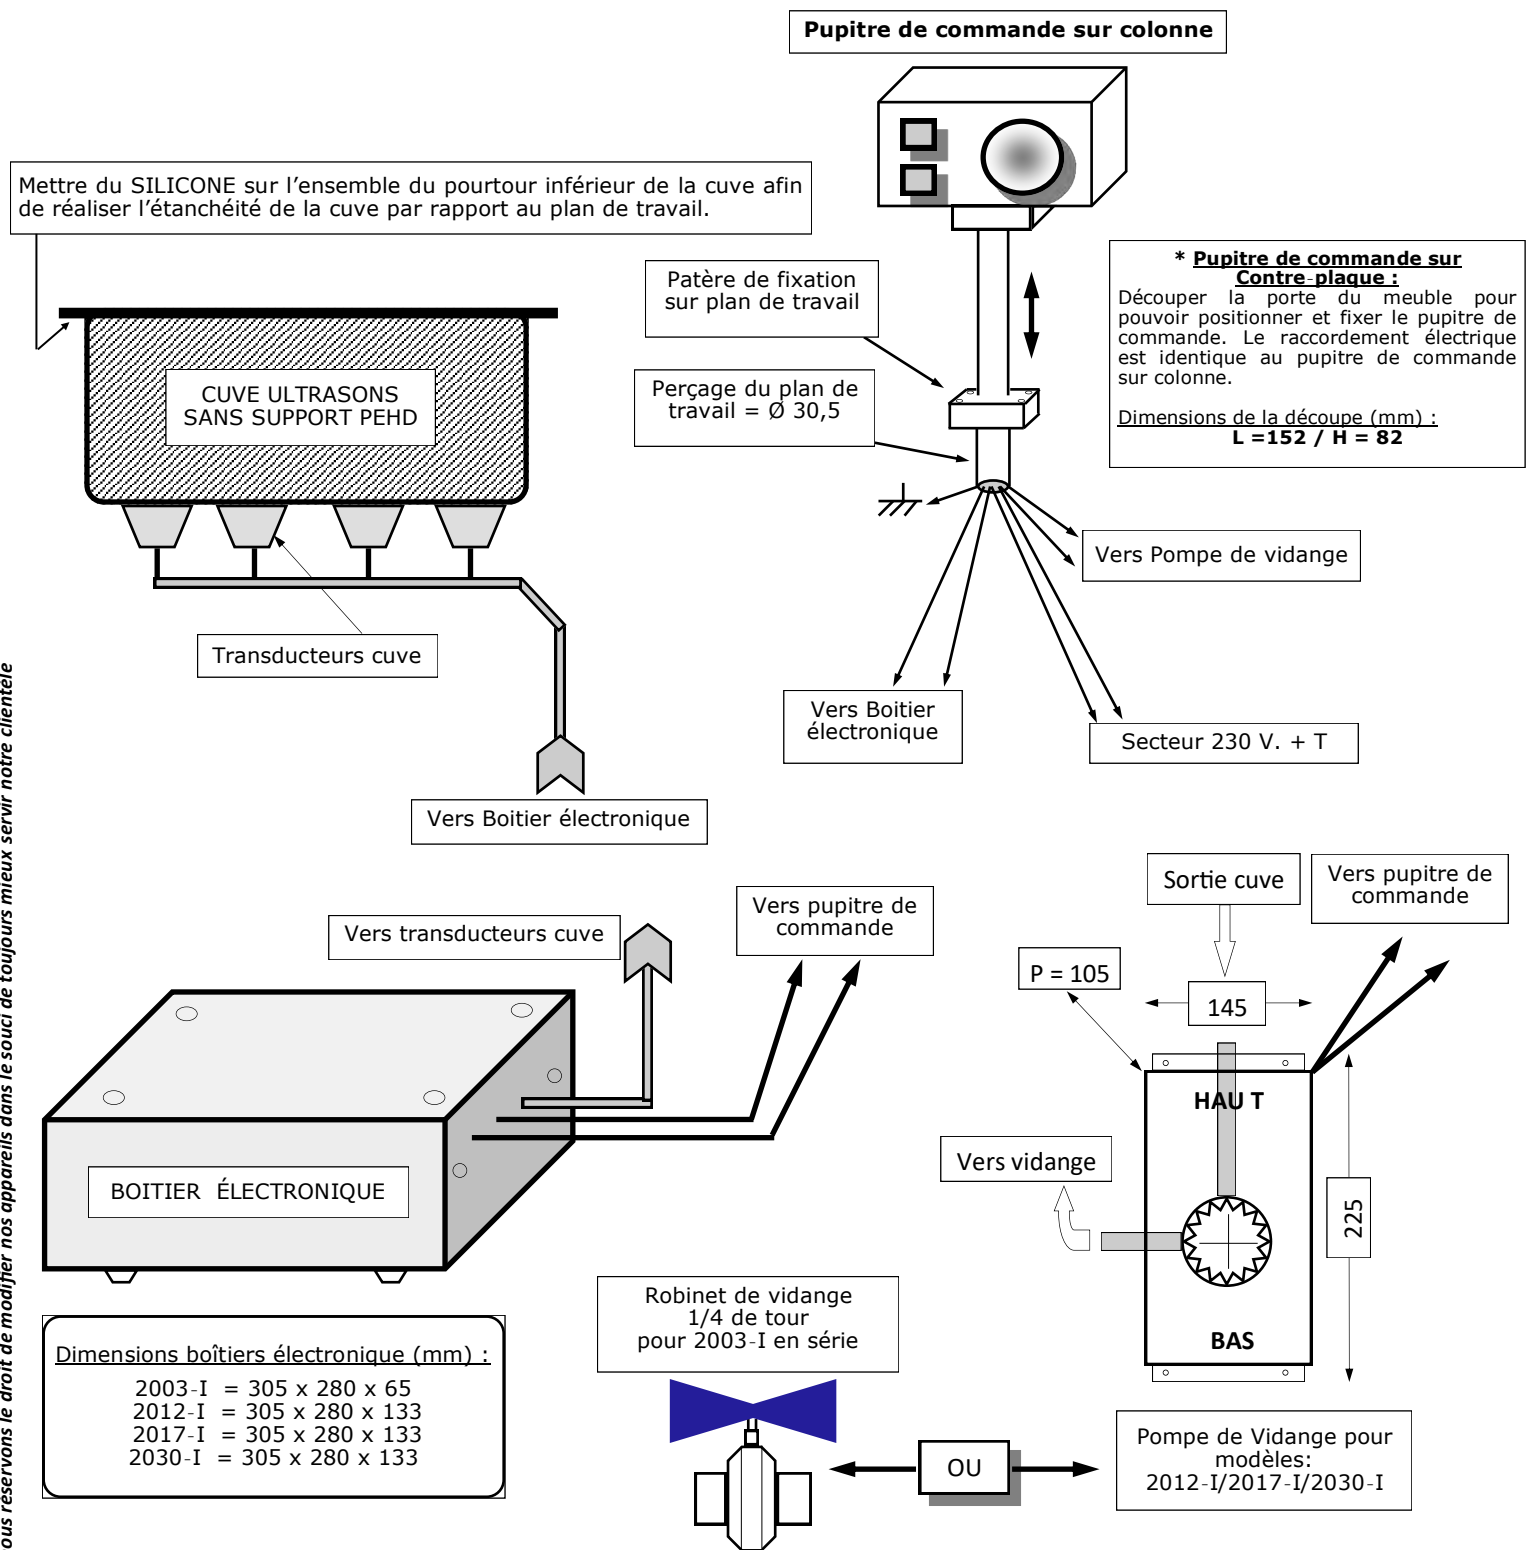 Pupitre de commande sur colonne
Mettre du SILICONE sur l’ensemble du pourtour inférieur de la cuve afin
de réaliser l’étanchéité de la cuve par rapport au plan de travail.
Patère de fixation
sur plan de travail
Perçage du plan de
travail = Ø 30,5
* Pupitre de commande sur
Contre-plaque :
Découper la porte du meuble pour
pouvoir positionner et fixer le pupitre de
commande. Le raccordement électrique
est identique au pupitre de commande
sur colonne.
Dimensions de la découpe (mm) :
L =152 / H = 82
CUVE ULTRASONS
SANS SUPPORT PEHD
Transducteurs cuve
Vers Boitier électronique
Vers Pompe de vidange
Vers Boitier
électronique
Secteur 230 V. + T
Vers transducteurs cuve
Vers pupitre de
commande
BOITIER ÉLECTRONIQUE
Sortie cuve
Vers pupitre de
commande
P = 105
145
HAU T
Vers vidange
225
BAS
Dimensions boîtiers électronique (mm) :
2003-I = 305 x 280 x 65
2012-I = 305 x 280 x 133
2017-I = 305 x 280 x 133
2030-I = 305 x 280 x 133
Robinet de vidange
1/4 de tour
pour 2003-I en série
OU
Pompe de Vidange pour
modèles:
2012-I/2017-I/2030-I
ous réservons le droit de modifier nos appareils dans le souci de toujours mieux servir notre clientèle